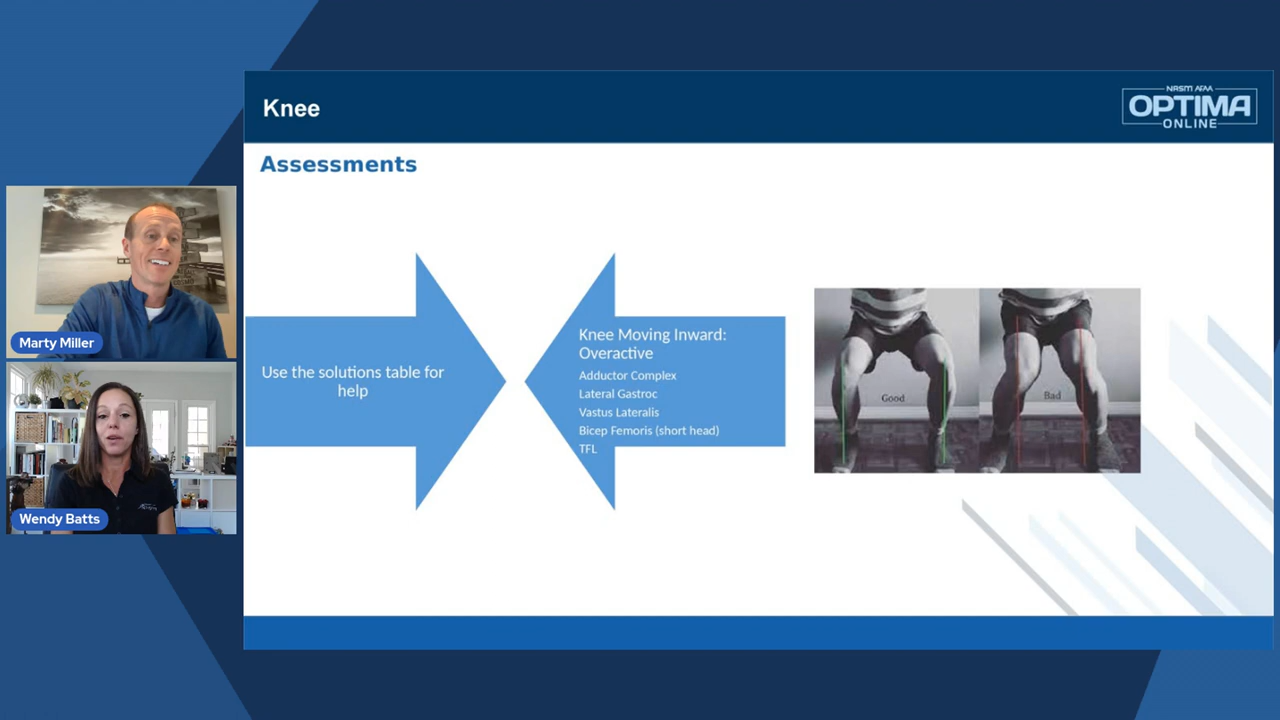 Knee
NASM AFAA
OPTIMA
ONLINE
Assessments
Marty Miller
Wendy Batts
Use the solutions table for
help
Knee Moving Inward:
Overactive
Adductor Complex
Lateral Gastroc
Vastus Lateralis
Bicep Femoris (short head)
TFL
Good
Bad